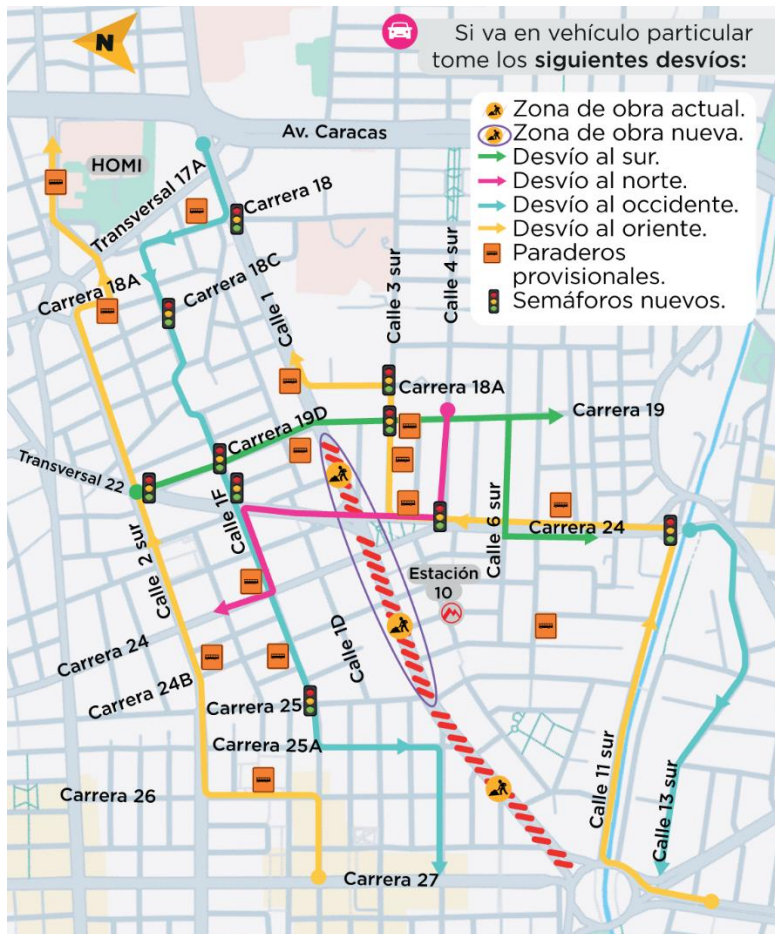 Si va en vehículo particular
tome los siguientes desvíos:
N
Zona de obra actual.
Zona de obra nueva.
Desvío al sur.
Desvío al norte.
Desvío al occidente.
Desvío al oriente.
Paraderos
provisionales.
Semáforos nuevos.
Av. Caracas
HOMI
Transversal 17A
Carrera 18
Carrera 18A
Carrera 18C
Calle 1
Calle 3 sur
Calle 4 sur
Carrera 18A
Carrera 19
Carrera 19D
Transversal 22
Calle 1F
Calle 2 sur
Calle 6 sur
Carrera 24
Estación
10
Calle 1D
Carrera 24
Carrera 24B
Carrera 25
Carrera 25A
Carrera 26
Calle 11 sur
Calle 13 sur
Carrera 27